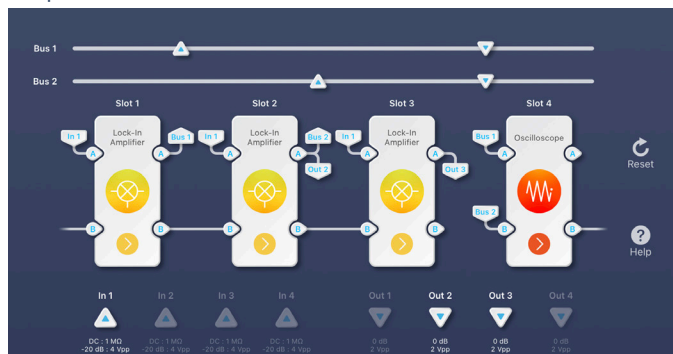 Bus 1
Bus 2
Slot 1
Slot 2
Slot 3
Slot 4
In 1
Lock-In
Amplifier
Bus 1
In 1
Lock-In
Amplifier
Bus 2
Out 2
In 1
Lock-In
Amplifier
Out 3
Bus 1
Oscilloscope
A
A
A
A
A
A
A
A
Reset
Bus 2
B
B
B
B
B
B
B
B
Help
In 1
In 2
In 3
In 4
Out 1
Out 2
Out 3
Out 4
DC : 1 MΩ
-20 dB : 4 Vpp
DC : 1 MΩ
-20 dB : 4 Vpp
DC : 1 MΩ
-20 dB : 4 Vpp
DC : 1 MΩ
-20 dB : 4 Vpp
0 dB
2 Vpp
0 dB
2 Vpp
0 dB
2 Vpp
0 dB
2 Vpp